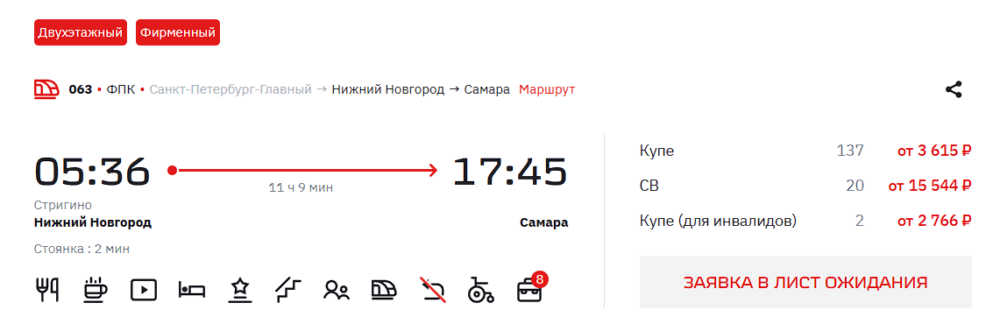 Двухэтажный Фирменный
063 • ФПК • Санкт-Петербург-Главный → Нижний Новгород → Самара Маршрут
05:36 17:45
11 ч 9 мин
Стригино
Нижний Новгород Самара
Стоянка : 2 мин
8
Купе 137 от 3 615 ₽
СВ 20 от 15 544 ₽
Купе (для инвалидов) 2 от 2 766 ₽
ЗАЯВКА В ЛИСТ ОЖИДАНИЯ